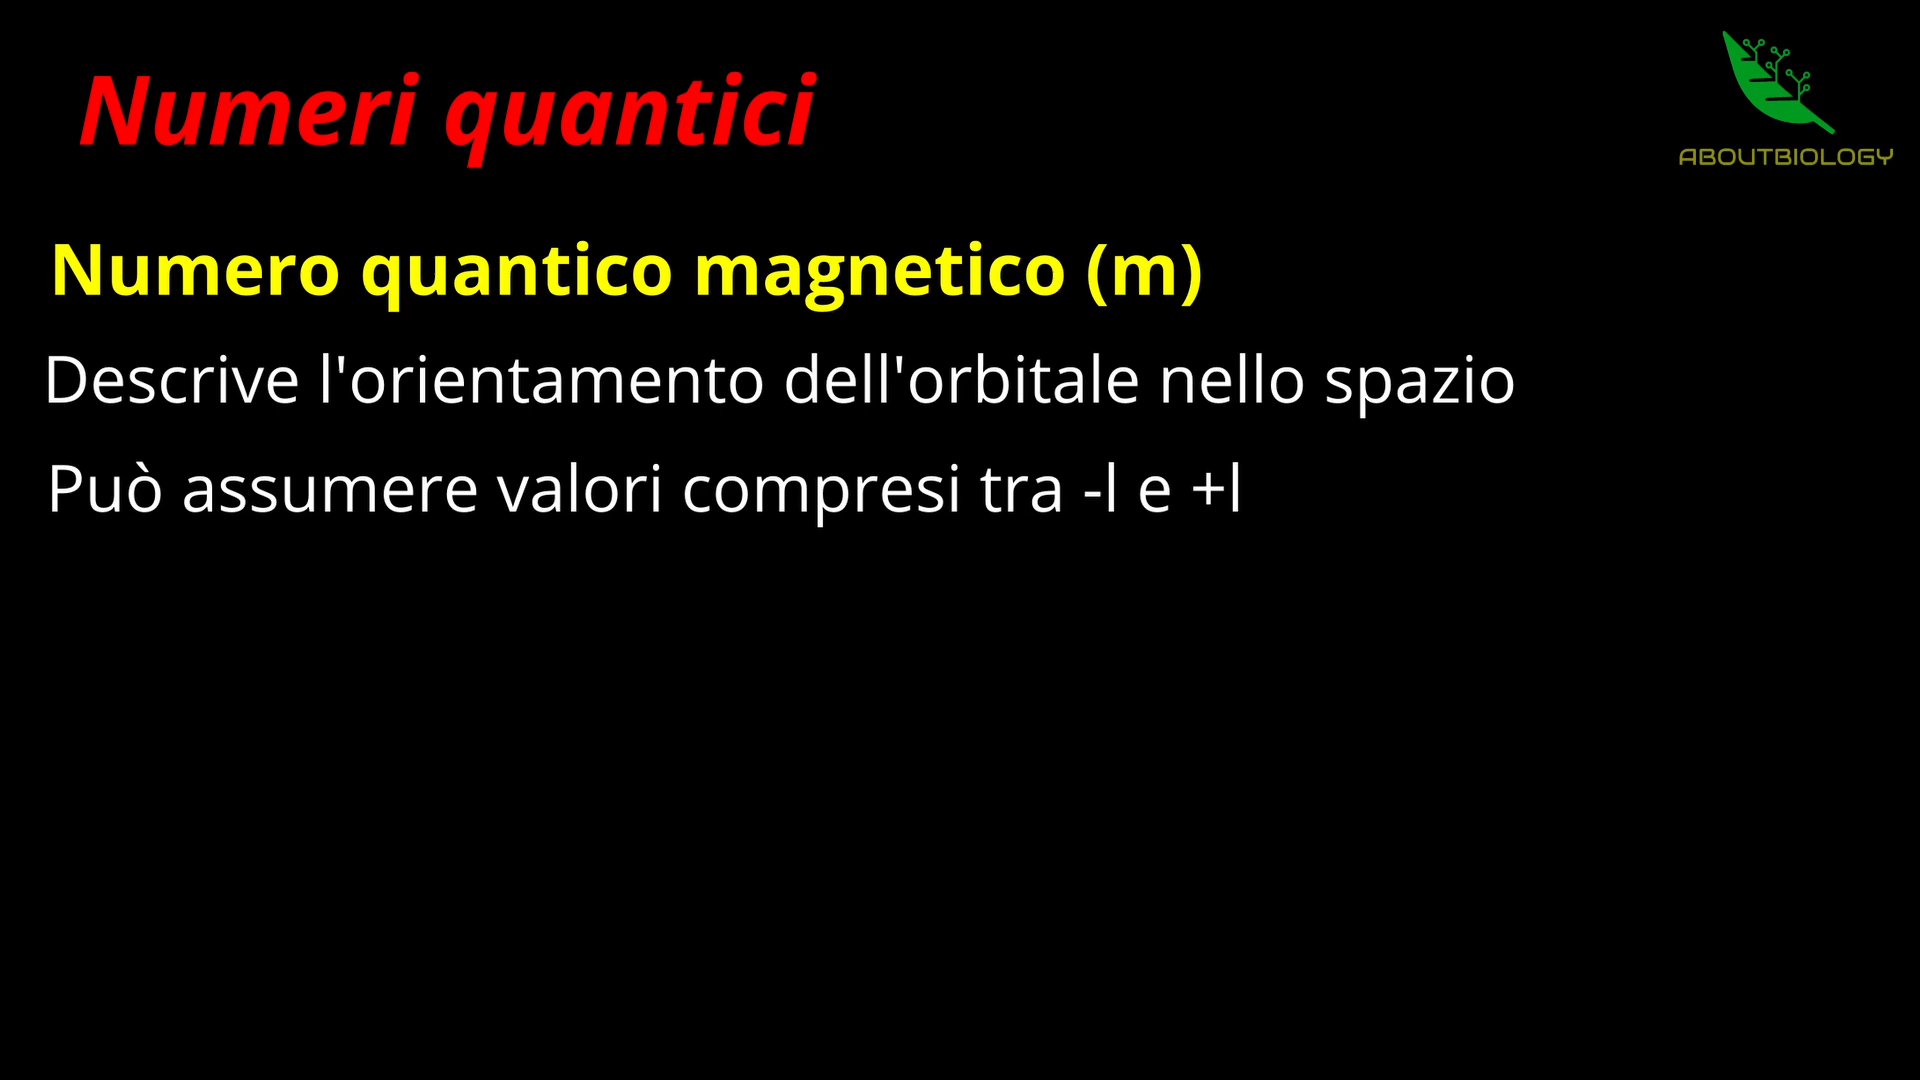 Numeri quantici
ABOUTBIOLOGY
Numero quantico magnetico (m)
Descrive l'orientamento dell'orbitale nello spazio
Può assumere valori compresi tra -l e +l